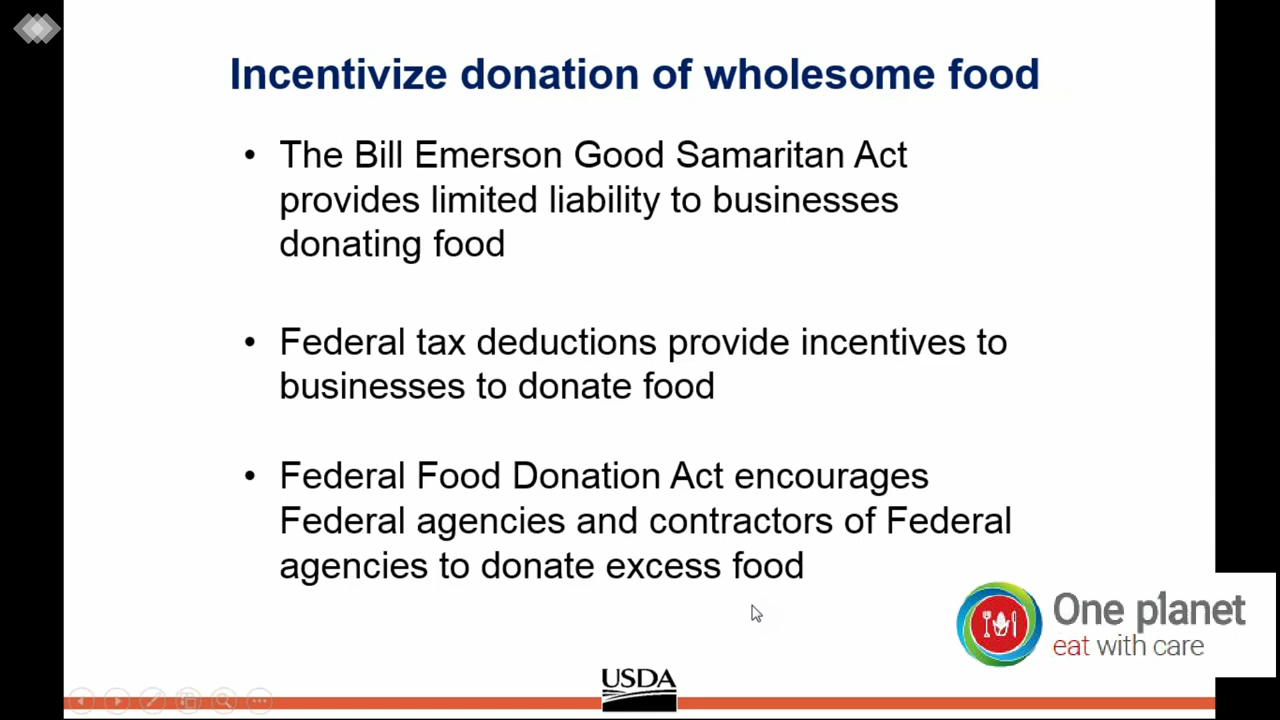 Incentivize donation of wholesome food
• The Bill Emerson Good Samaritan Act
provides limited liability to businesses
donating food
• Federal tax deductions provide incentives to
businesses to donate food
• Federal Food Donation Act encourages
Federal agencies and contractors of Federal
agencies to donate excess food
One planet
eat with care
USDA